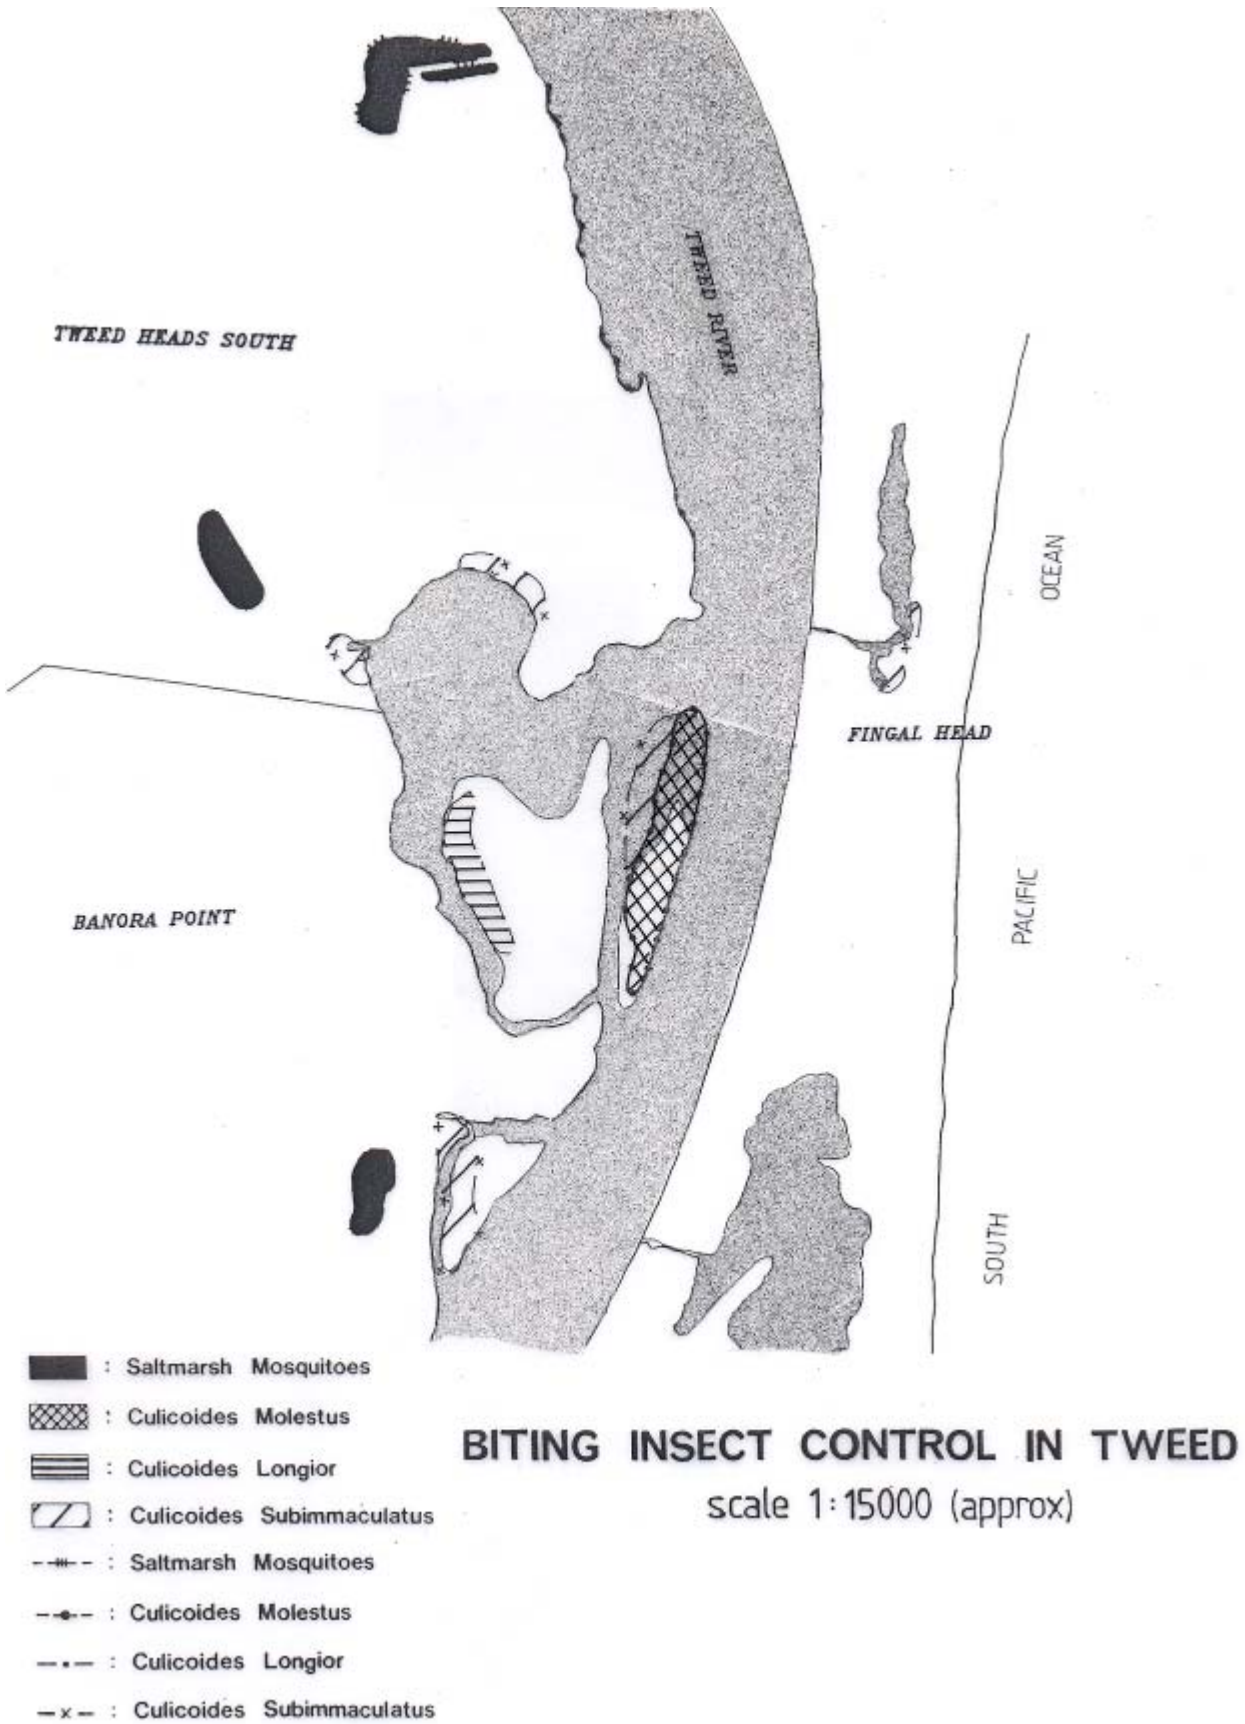 TWEED RIVER
TWEED HEADS SOUTH
OCEAN
FINGAL HEAD
PACIFIC
BANORA POINT
SOUTH
: Saltmarsh Mosquitoes
: Culicoides Molestus
: Culicoides Longior
: Culicoides Subimmaculatus
: Saltmarsh Mosquitoes
: Culicoides Molestus
: Culicoides Longior
: Culicoides Subimmaculatus
BITING INSECT CONTROL IN TWEED
scale 1:15000 (approx)